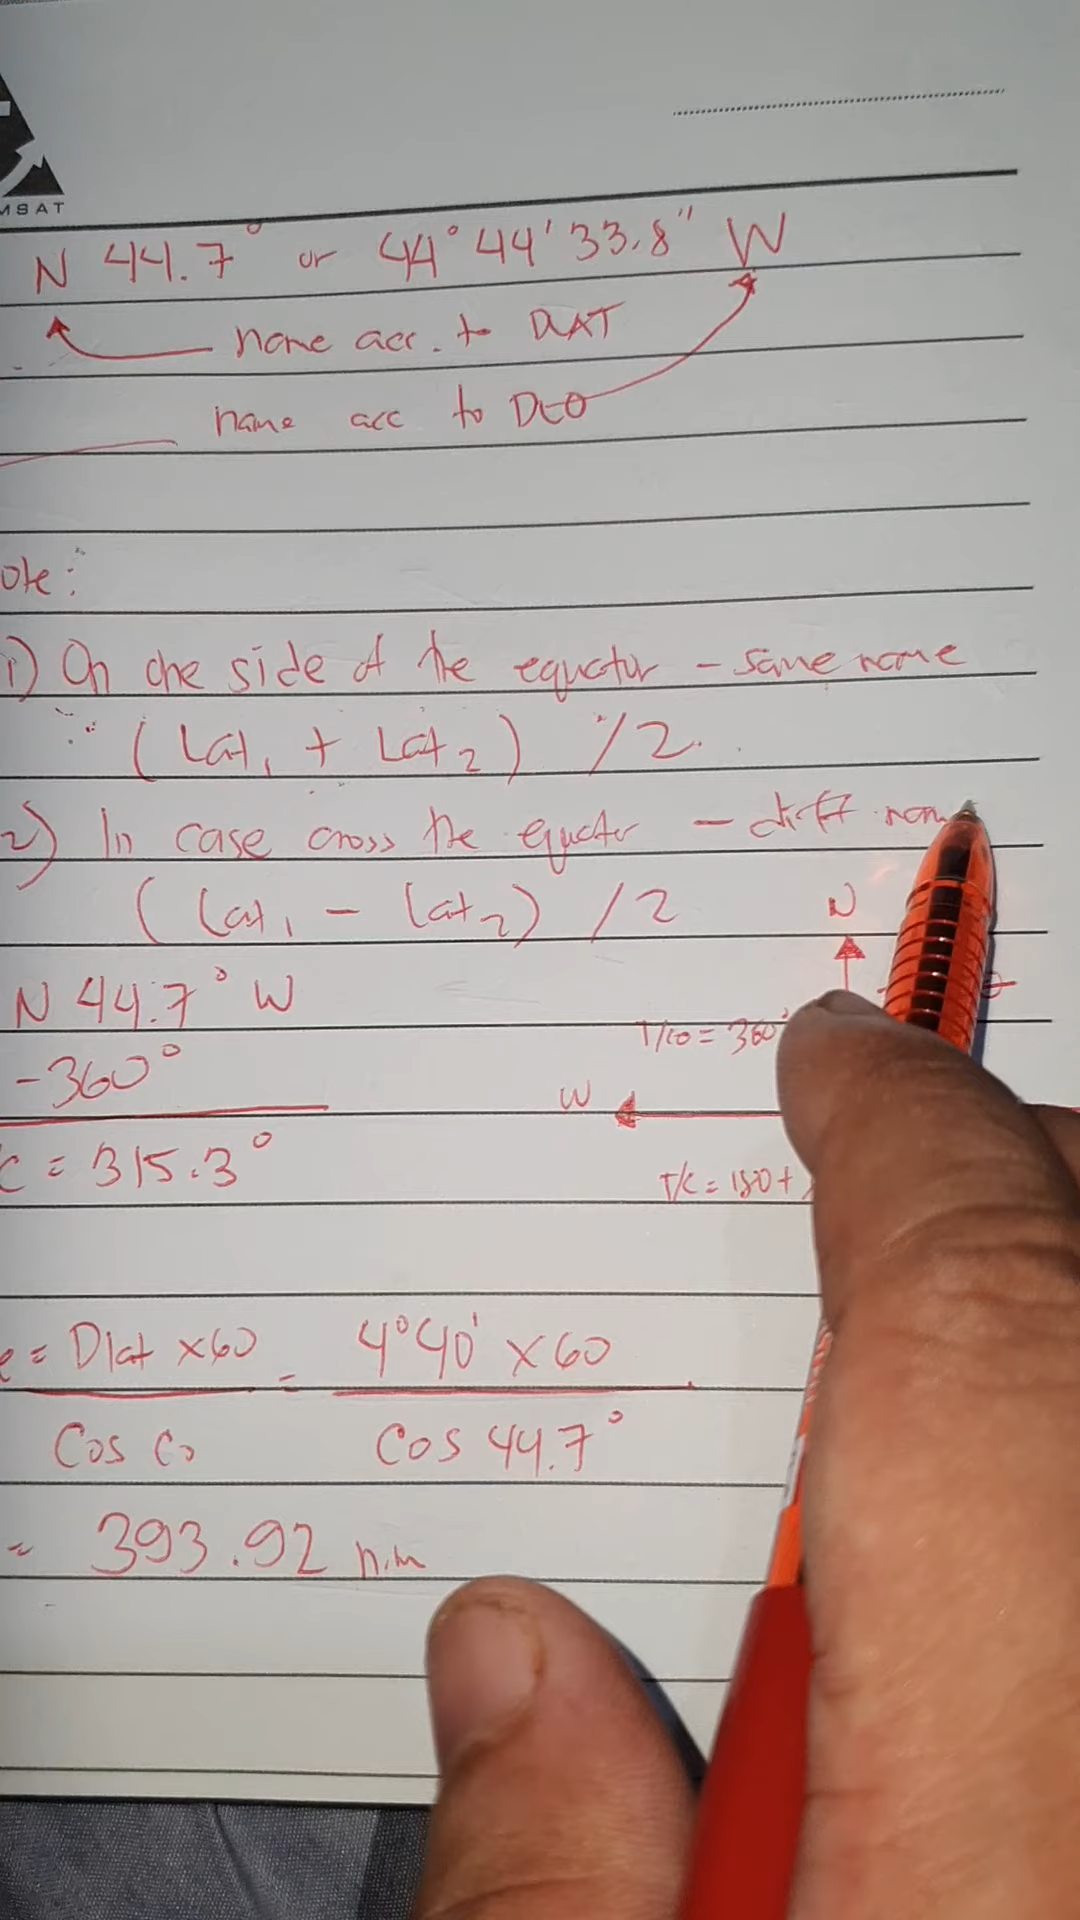 MSAT
N 44.7° or 44° 44' 33.8" W
name acc. to DLAT
name acc to DLO
ote:
1) On one side of the equator - same name
∵ (Lat₁ + Lat₂) /2.
2) In case cross the equator - diff nam
(Lat₁ - Lat₂) /2
N
N 44.7° W
T/Co = 360°
-360°
W
C = 315.3°
T/C = 180 +
e = Dlat x60 = 4°40' x 60
Cos Co Cos 44.7°
= 393.92 n.m